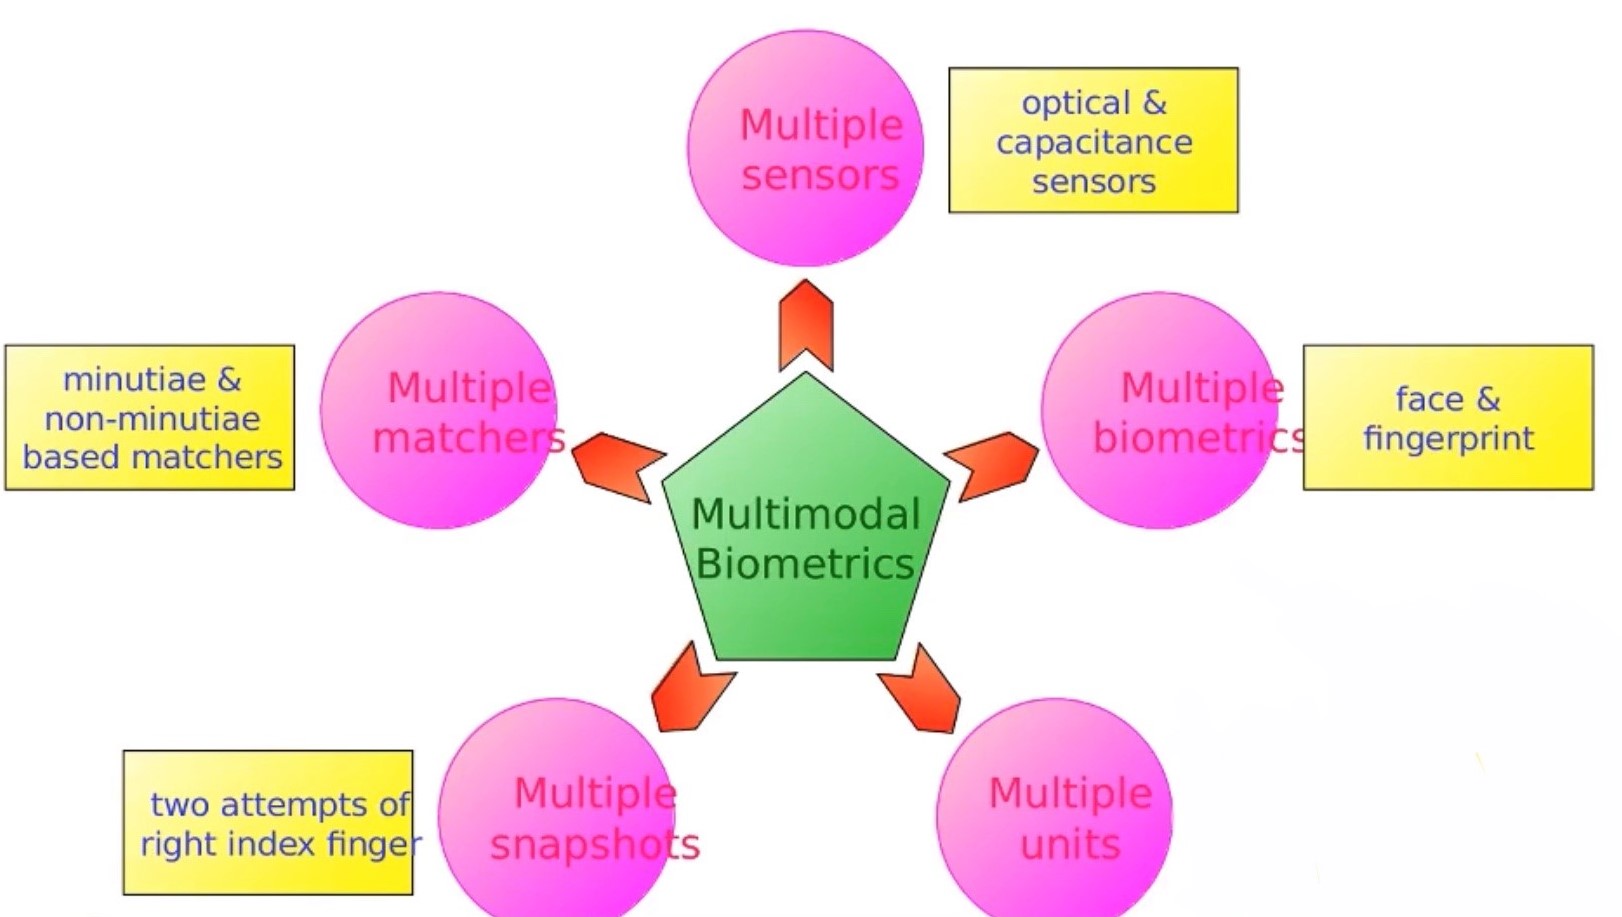 Multiple
sensors
optical &
capacitance
sensors
minutiae &
non-minutiae
based matchers
Multiple
matchers
Multiple
biometrics
face &
fingerprint
Multimodal
Biometrics
two attempts of
right index finger
Multiple
snapshots
Multiple
units